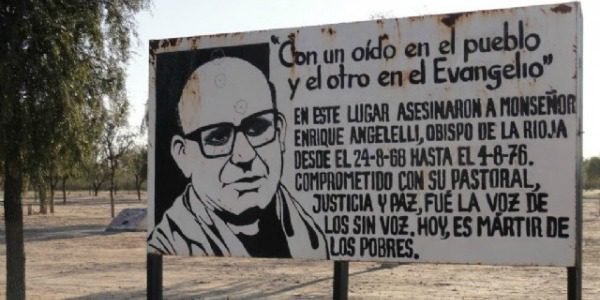 "Con un oído en el pueblo
y el otro en el Evangelio"
EN ESTE LUGAR ASESINARON A MONSEÑOR
ENRIQUE ANGELELLI, OBISPO DE LA RIOJA
DESDE EL 24-8-68 HASTA EL 4-8-76.
COMPROMETIDO CON SU PASTORAL,
JUSTICIA Y PAZ, FUÉ LA VOZ DE
LOS SIN VOZ. HOY, ES MÁRTIR DE
LOS POBRES.